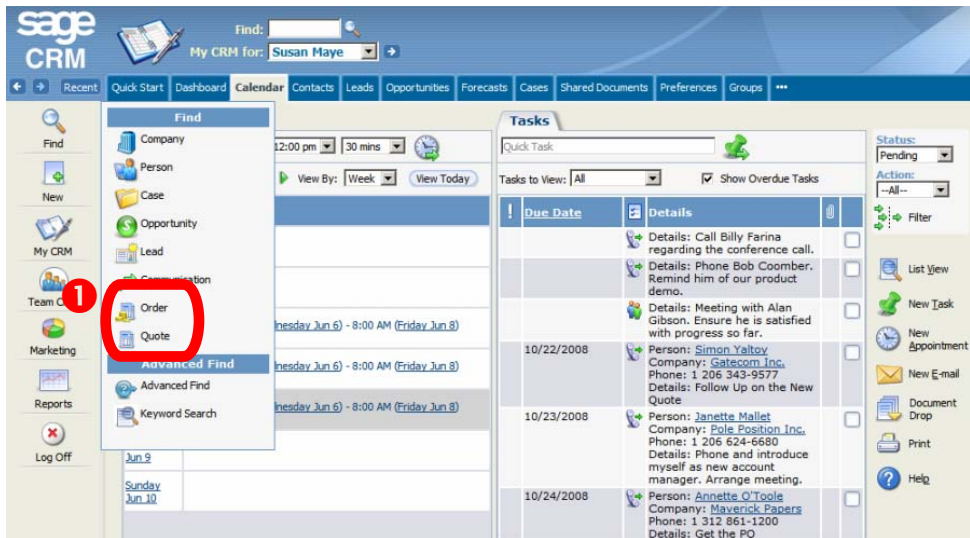 sage
CRM
Find:
My CRM for: Susan Maye
Recent
Quick Start Dashboard Calendar Contacts Leads Opportunities Forecasts Cases Shared Documents Preferences Groups •••
Find
New
My CRM
Team C
Marketing
Reports
Log Off
1
Find
Company
Person
Case
Opportunity
Lead
Communication
Order
Quote
Advanced Find
Advanced Find
Keyword Search
12:00 pm 30 mins
View By: Week View Today
nesday Jun 6) - 8:00 AM (Friday Jun 8)
nesday Jun 6) - 8:00 AM (Friday Jun 8)
nesday Jun 6) - 8:00 AM (Friday Jun 8)
Jun 9
Sunday
Jun 10
Tasks
Quick Task
Tasks to View: All Show Overdue Tasks
! Due Date Details
Details: Call Billy Farina
regarding the conference call.
Details: Phone Bob Coomber.
Remind him of our product
demo.
Details: Meeting with Alan
Gibson. Ensure he is satisfied
with progress so far.
10/22/2008 Person: Simon Yaltoy
Company: Gatecom Inc.
Phone: 1 206 343-9577
Details: Follow Up on the New
Quote
10/23/2008 Person: Janette Mallet
Company: Pole Position Inc.
Phone: 1 206 624-6680
Details: Phone and introduce
myself as new account
manager. Arrange meeting.
10/24/2008 Person: Annette O'Toole
Company: Maverick Papers
Phone: 1 312 861-1200
Details: Get the PO
Status:
Pending
Action:
--All--
Filter
List View
New Task
New
Appointment
New E-mail
Document
Drop
Print
Help